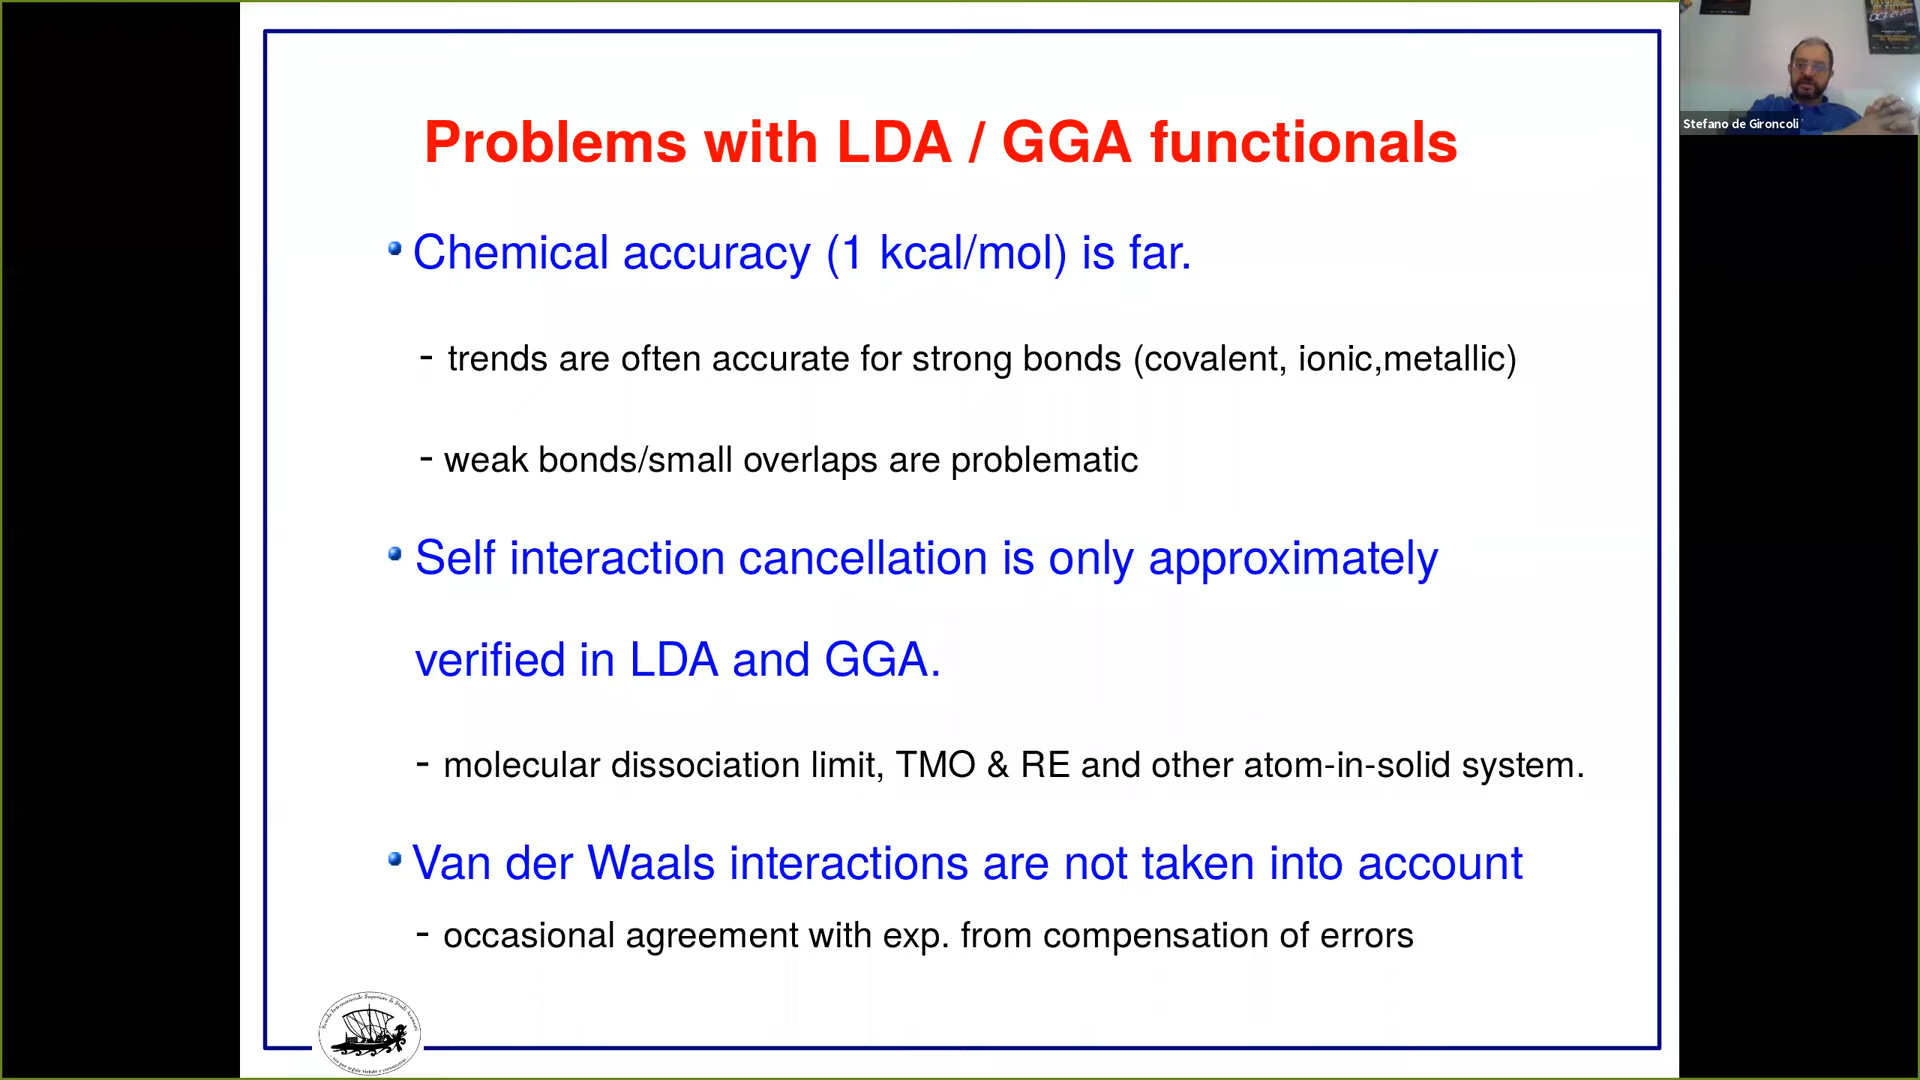 Problems with LDA / GGA functionals
Chemical accuracy (1 kcal/mol) is far.
- trends are often accurate for strong bonds (covalent, ionic,metallic)
- weak bonds/small overlaps are problematic
Self interaction cancellation is only approximately
verified in LDA and GGA.
- molecular dissociation limit, TMO & RE and other atom-in-solid system.
Van der Waals interactions are not taken into account
- occasional agreement with exp. from compensation of errors
Stefano de Gironcoli